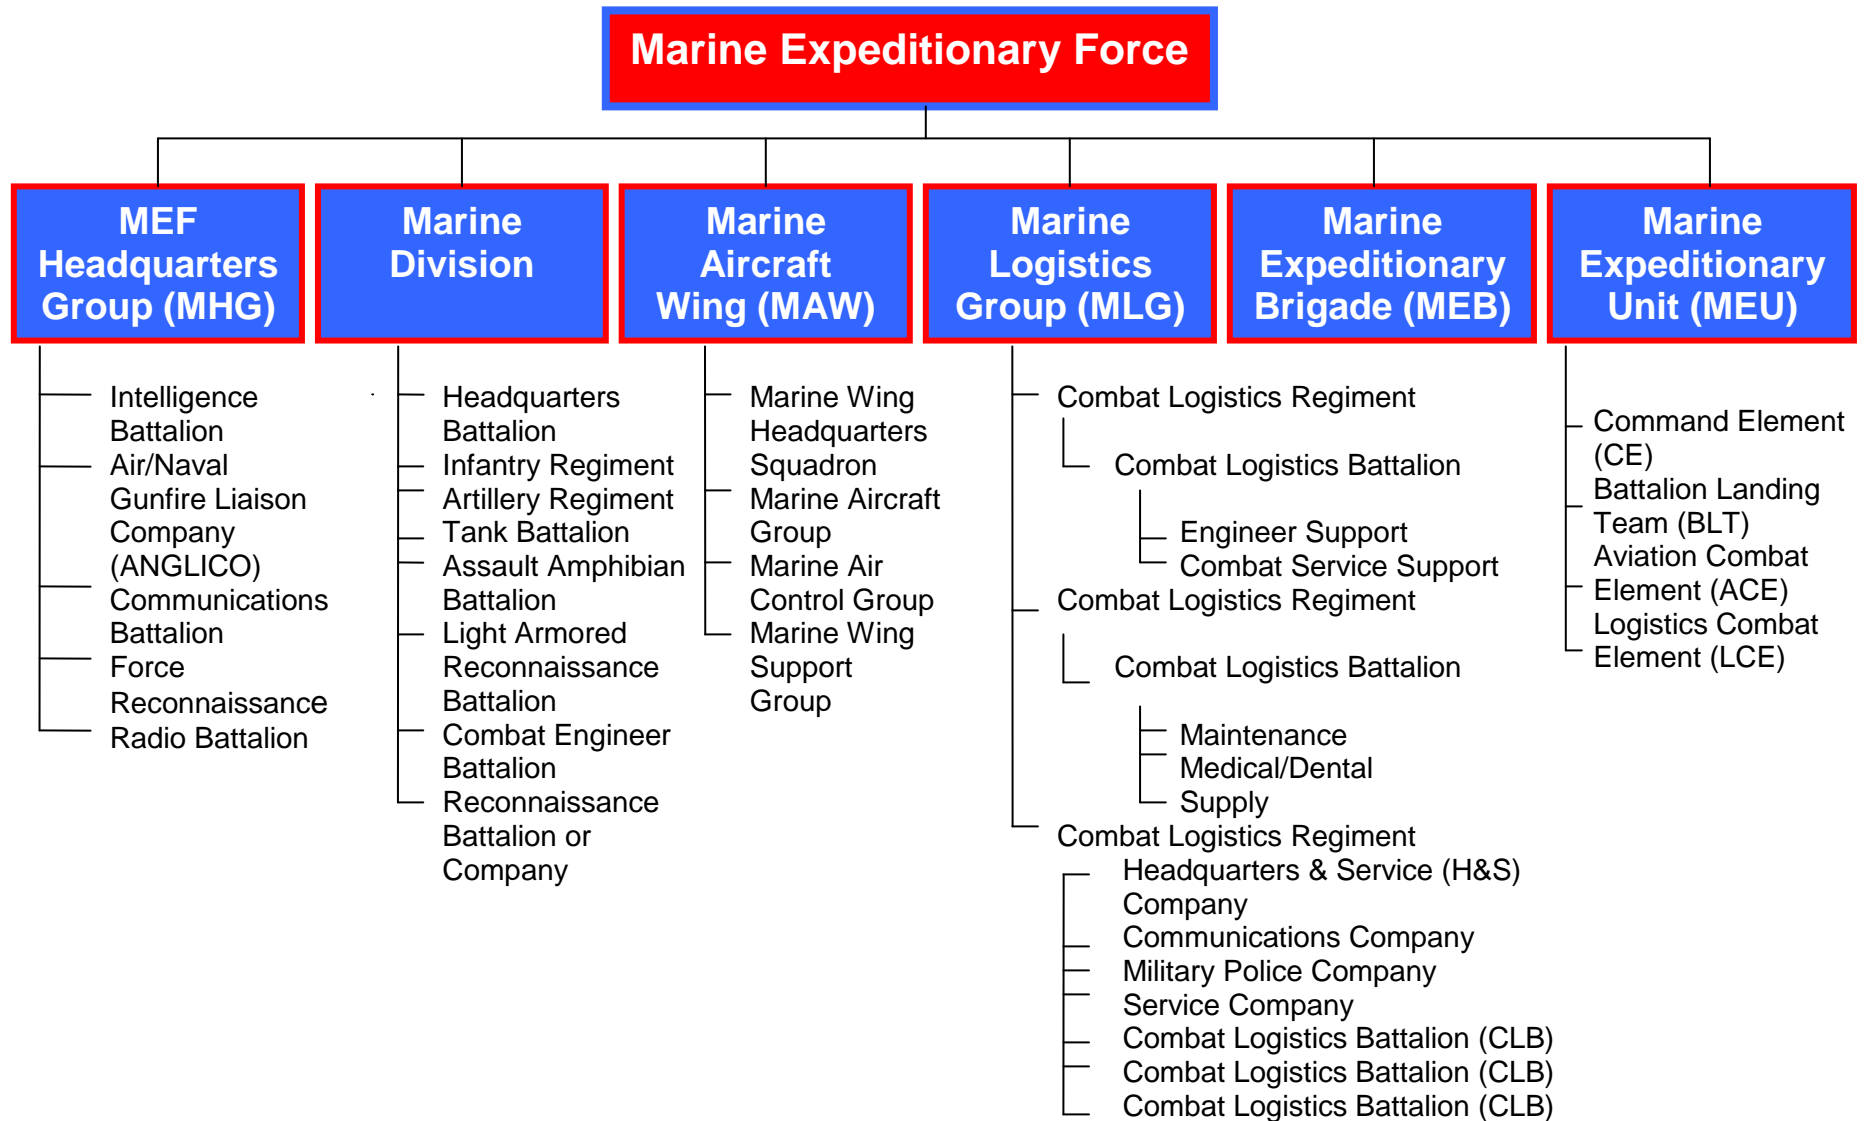 Marine Expeditionary Force
MEF
Headquarters
Group (MHG)
Marine
Division
Marine
Aircraft
Wing (MAW)
Marine
Logistics
Group (MLG)
Marine
Expeditionary
Brigade (MEB)
Marine
Expeditionary
Unit (MEU)
Intelligence
Battalion
Air/Naval
Gunfire Liaison
Company
(ANGLICO)
Communications
Battalion
Force
Reconnaissance
Radio Battalion
Headquarters
Battalion
Infantry Regiment
Artillery Regiment
Tank Battalion
Assault Amphibian
Battalion
Light Armored
Reconnaissance
Battalion
Combat Engineer
Battalion
Reconnaissance
Battalion or
Company
Marine Wing
Headquarters
Squadron
Marine Aircraft
Group
Marine Air
Control Group
Marine Wing
Support
Group
Combat Logistics Regiment
Combat Logistics Battalion
Engineer Support
Combat Service Support
Combat Logistics Regiment
Combat Logistics Battalion
Maintenance
Medical/Dental
Supply
Combat Logistics Regiment
Headquarters & Service (H&S)
Company
Communications Company
Military Police Company
Service Company
Combat Logistics Battalion (CLB)
Combat Logistics Battalion (CLB)
Combat Logistics Battalion (CLB)
Command Element
(CE)
Battalion Landing
Team (BLT)
Aviation Combat
Element (ACE)
Logistics Combat
Element (LCE)